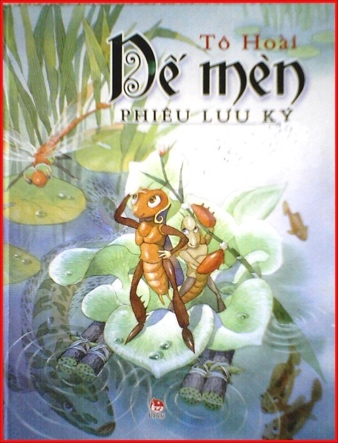 Tô Hoài
Dế mèn
PHIÊU LƯU KÝ